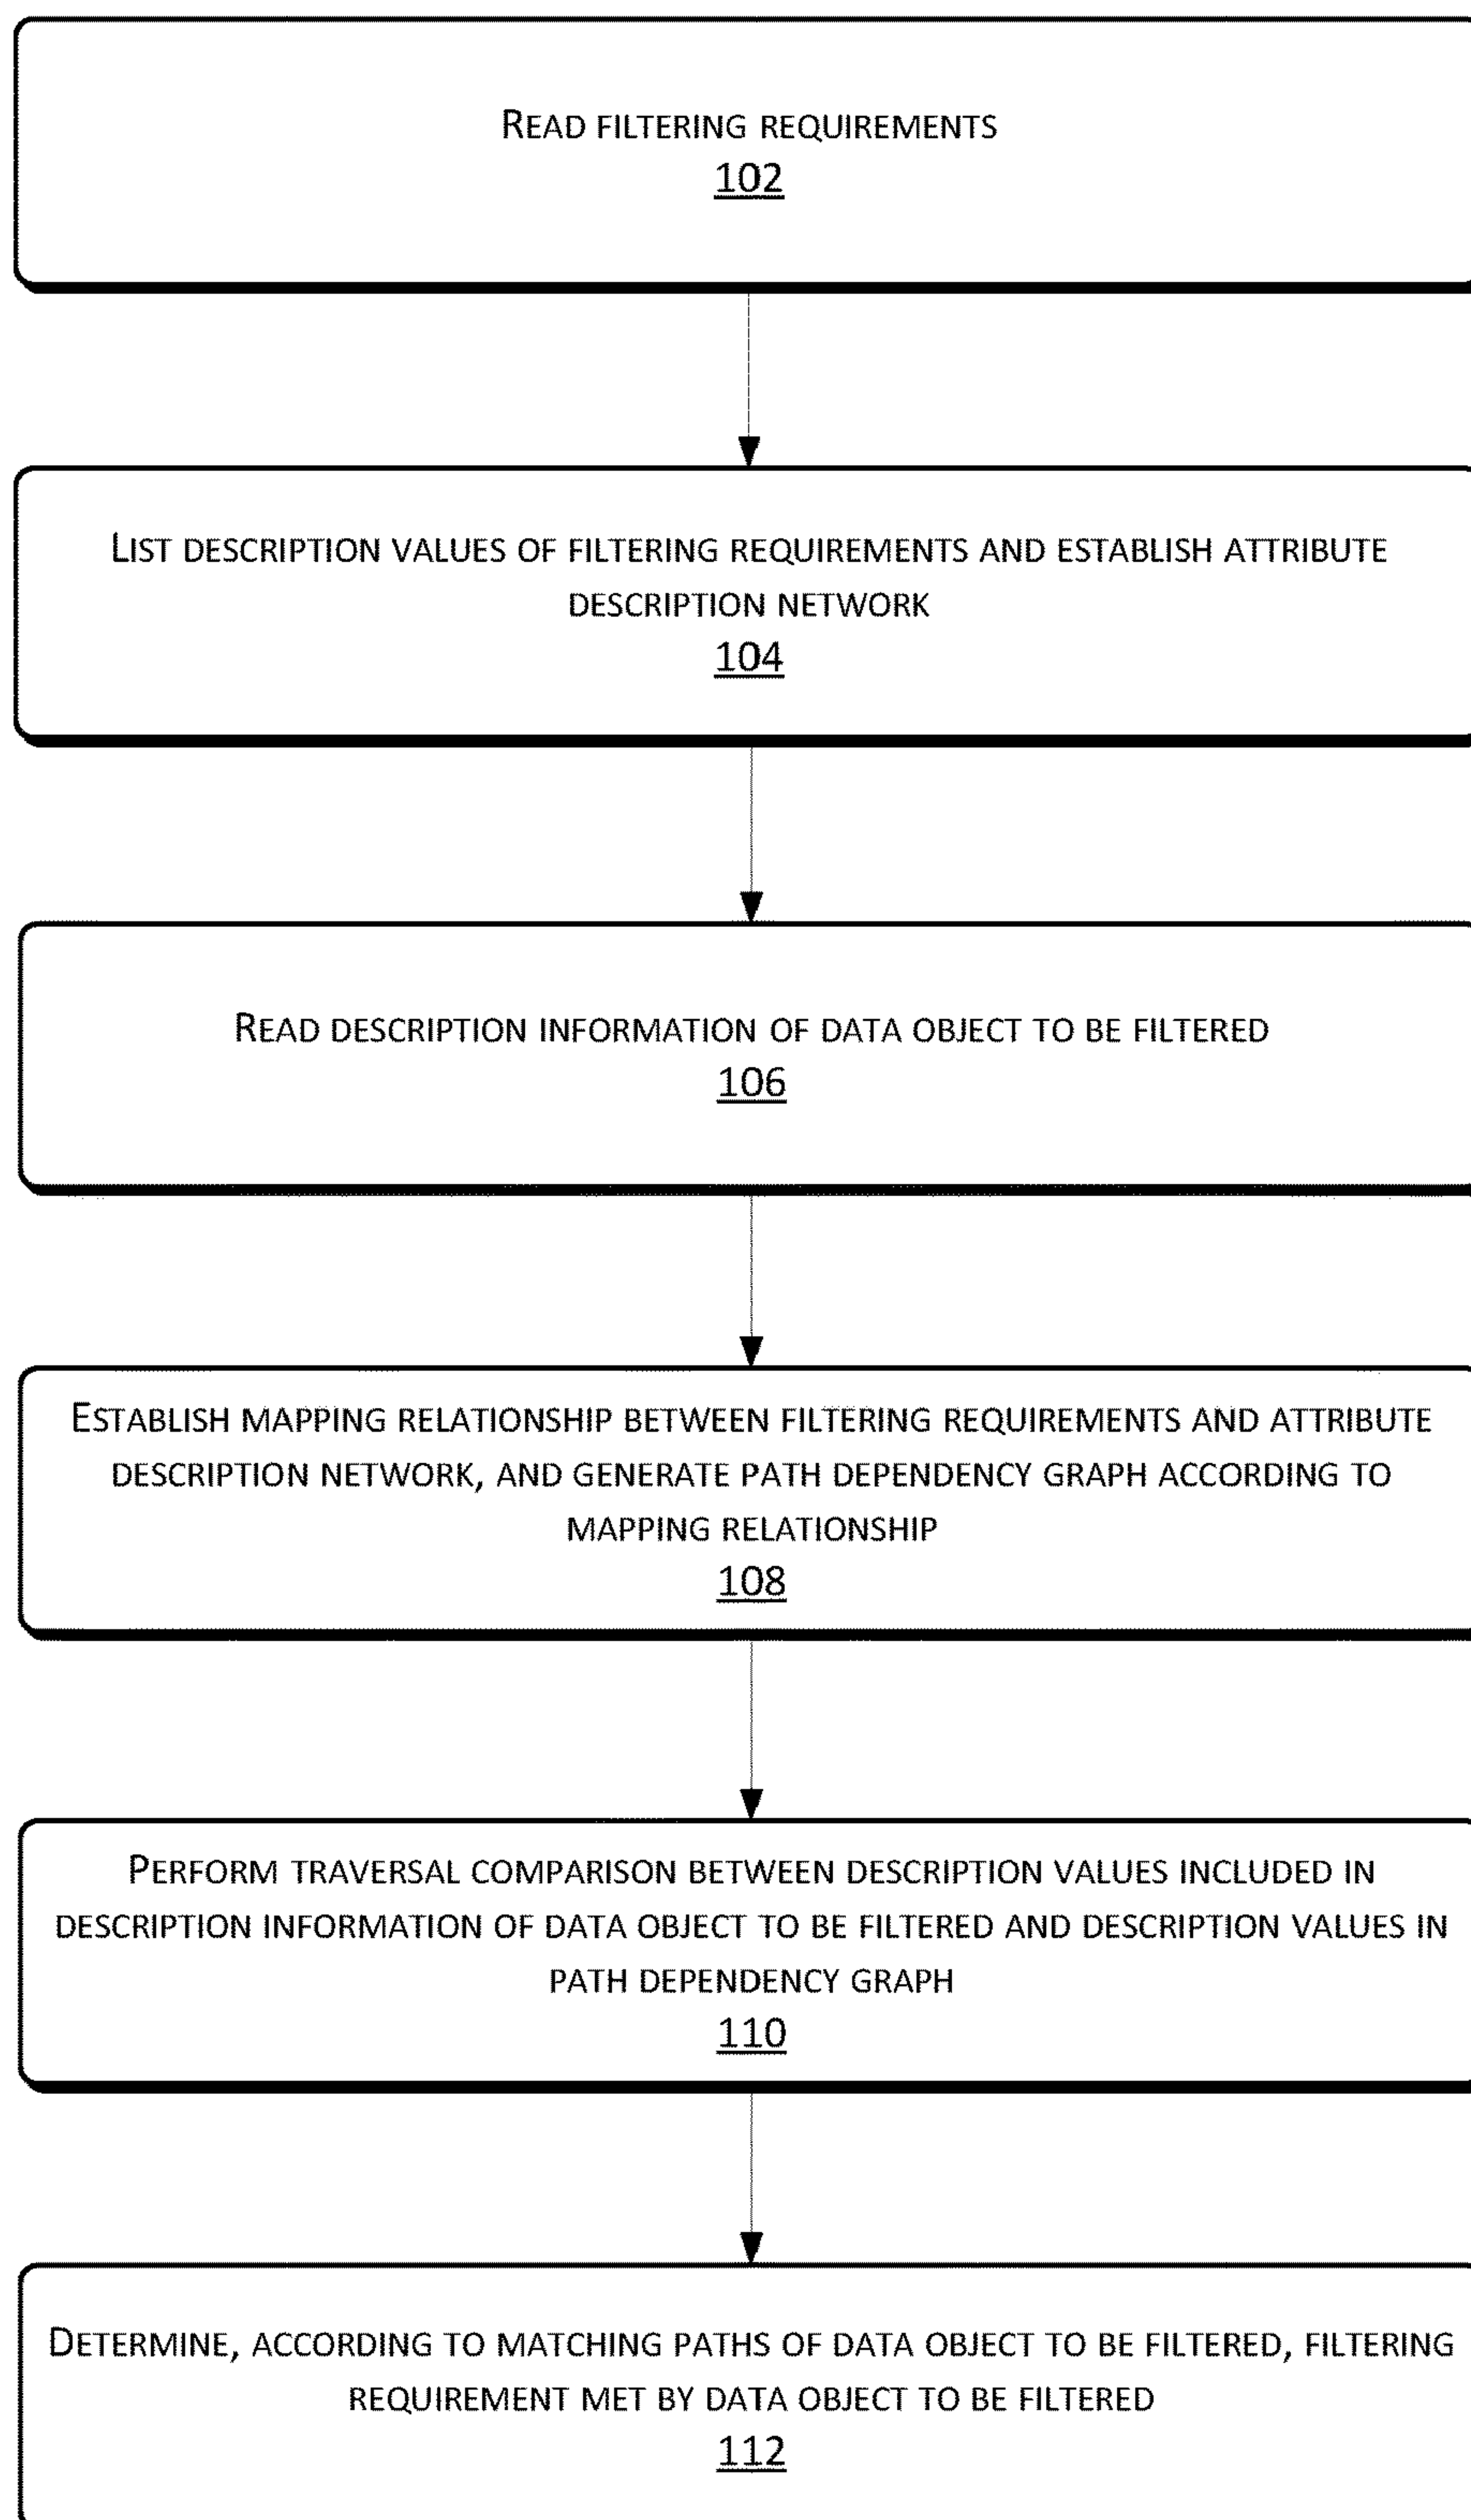 READ FILTERING REQUIREMENTS
102
LIST DESCRIPTION VALUES OF FILTERING REQUIREMENTS AND ESTABLISH ATTRIBUTE
DESCRIPTION NETWORK
104
READ DESCRIPTION INFORMATION OF DATA OBJECT TO BE FILTERED
106
ESTABLISH MAPPING RELATIONSHIP BETWEEN FILTERING REQUIREMENTS AND ATTRIBUTE
DESCRIPTION NETWORK, AND GENERATE PATH DEPENDENCY GRAPH ACCORDING TO
MAPPING RELATIONSHIP
108
PERFORM TRAVERSAL COMPARISON BETWEEN DESCRIPTION VALUES INCLUDED IN
DESCRIPTION INFORMATION OF DATA OBJECT TO BE FILTERED AND DESCRIPTION VALUES IN
PATH DEPENDENCY GRAPH
110
DETERMINE, ACCORDING TO MATCHING PATHS OF DATA OBJECT TO BE FILTERED, FILTERING
REQUIREMENT MET BY DATA OBJECT TO BE FILTERED
112